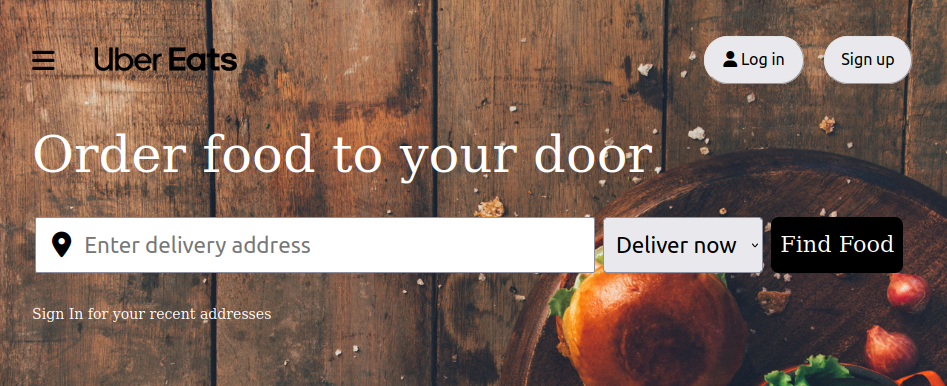 Uber Eats
Log in
Sign up
Order food to your door
Enter delivery address
Deliver now
Find Food
Sign In for your recent addresses